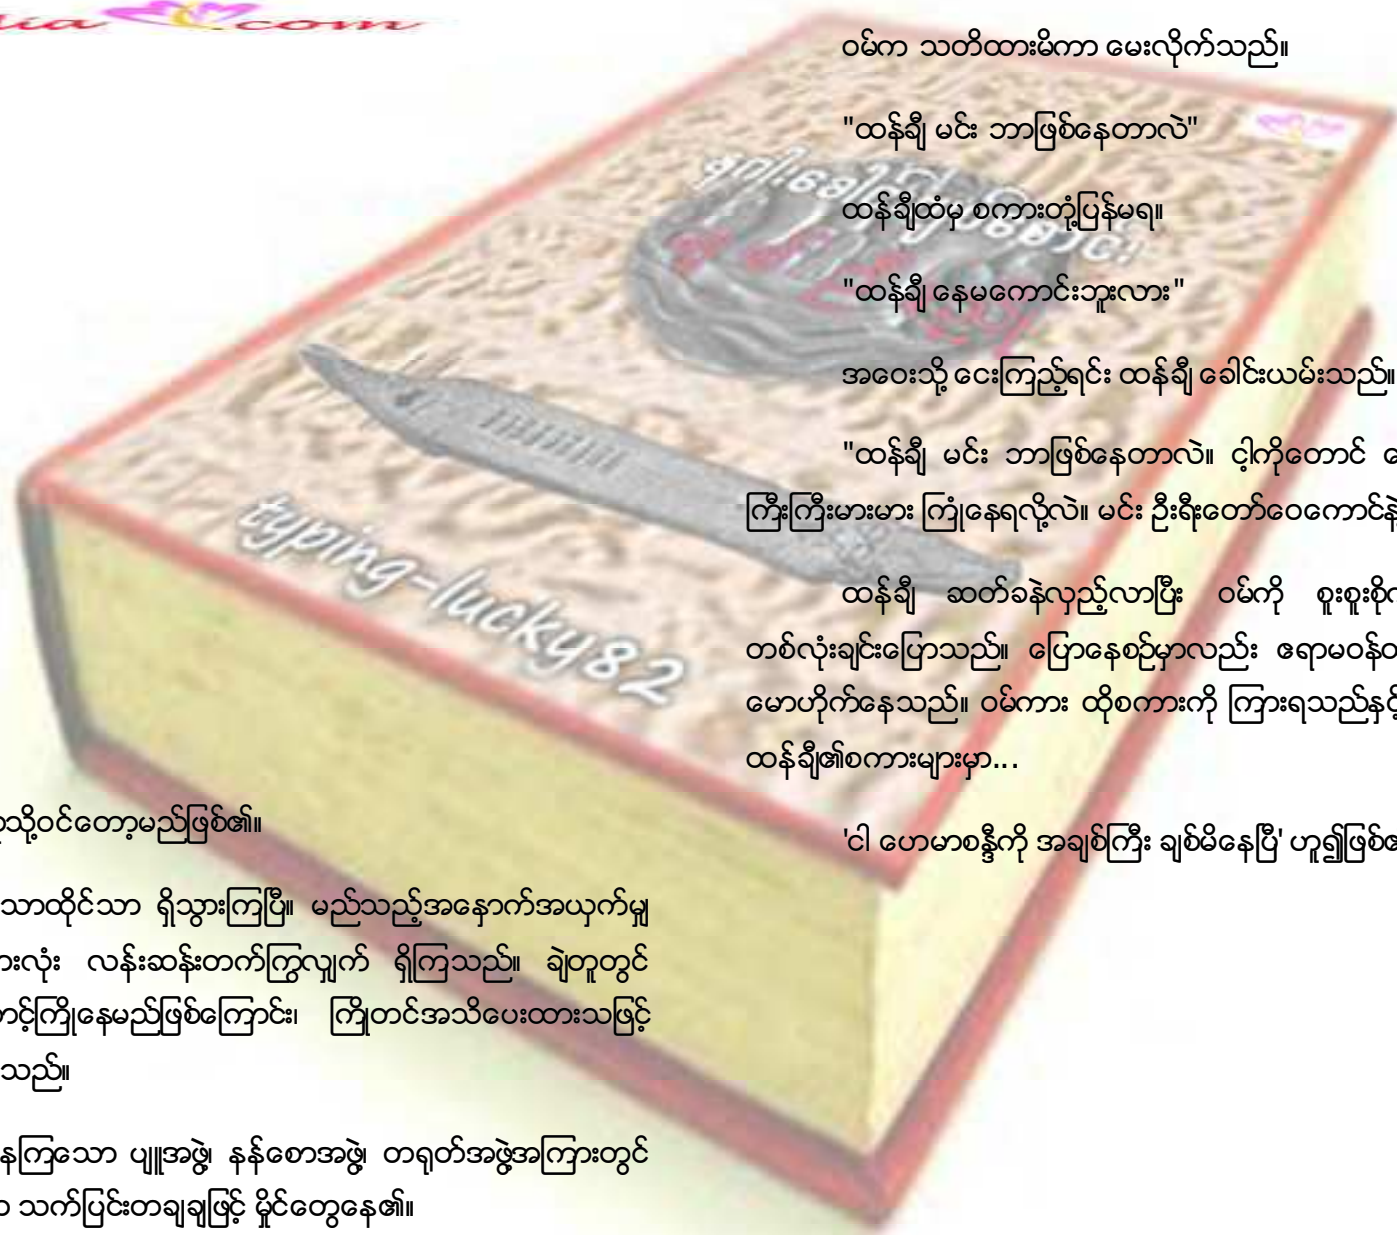 com
သို့ဝင်တော့မည်ဖြစ်၏။
သာထိုင်သာ ရှိသွားကြပြီ။ မည်သည့်အနှောက်အယှက်မျှ
လုံး လန်းဆန်းတက်ကြွလျှက် ရှိကြသည်။ ချဲတူတွင်
စောင့်ကြိုနေမည်ဖြစ်ကြောင်း၊ ကြိုတင်အသိပေးထားသဖြင့်
သည်။
နေကြသော ပျူအဖွဲ့၊ နန်စောအဖွဲ့၊ တရုတ်အဖွဲ့အကြားတွင်
သက်ပြင်းတချချဖြင့် မှိုင်တွေနေ၏။
ဝမ်က သတိထားမိကာ မေးလိုက်သည်။
"ထန်ချီ မင်း ဘာဖြစ်နေတာလဲ"
ထန်ချီထံမှ စကားတုံ့ပြန်မရ။
"ထန်ချီ နေမကောင်းဘူးလား"
အဝေးသို့ ငေးကြည့်ရင်း ထန်ချီ ခေါင်းယမ်းသည်။
"ထန်ချီ မင်း ဘာဖြစ်နေတာလဲ။ ငါ့ကိုတောင်
ကြီးကြီးမားမား ကြုံနေရလို့လဲ။ မင်း ဦးရီးတော်ဝေကောင်နဲ့
ထန်ချီ ဆတ်ခနဲလှည့်လာပြီး ဝမ်ကို
တစ်လုံးချင်းပြောသည်။ ပြောနေစဉ်မှာလည်း
မောဟိုက်နေသည်။ ဝမ်ကား ထိုစကားကို ကြားရသည်နှင့်
ထန်ချီ၏စကားများမှာ...
'ငါ ဟေမာစန္ဒီကို အချစ်ကြီး ချစ်မိနေပြီ' ဟူ၍ဖြစ်
typing-lucky82